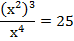 (x²)³/x⁴ = 25